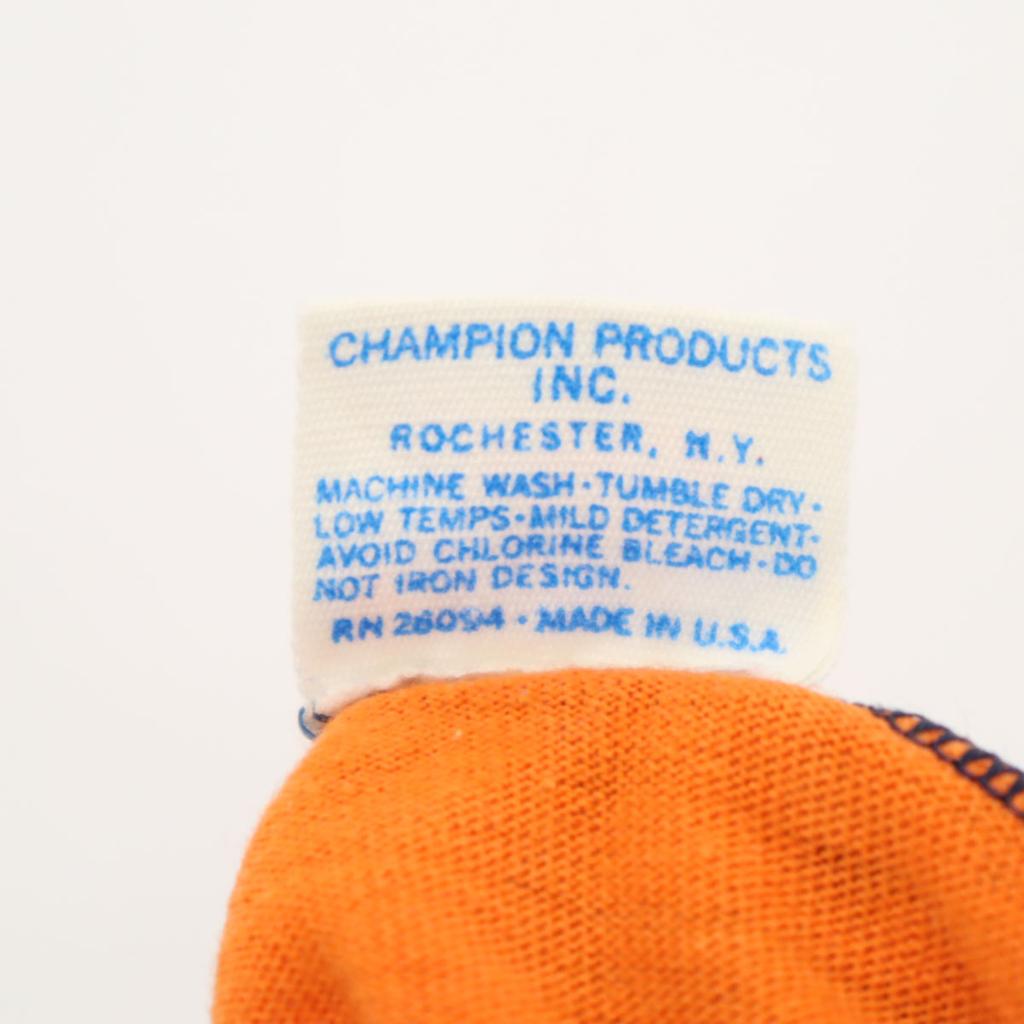 CHAMPION PRODUCTS
INC.
ROCHESTER, N.Y.
MACHINE WASH·TUMBLE DRY·
LOW TEMPS·MILD DETERGENT·
AVOID CHLORINE BLEACH·DO
NOT IRON DESIGN.
RN 26094 · MADE IN U.S.A.